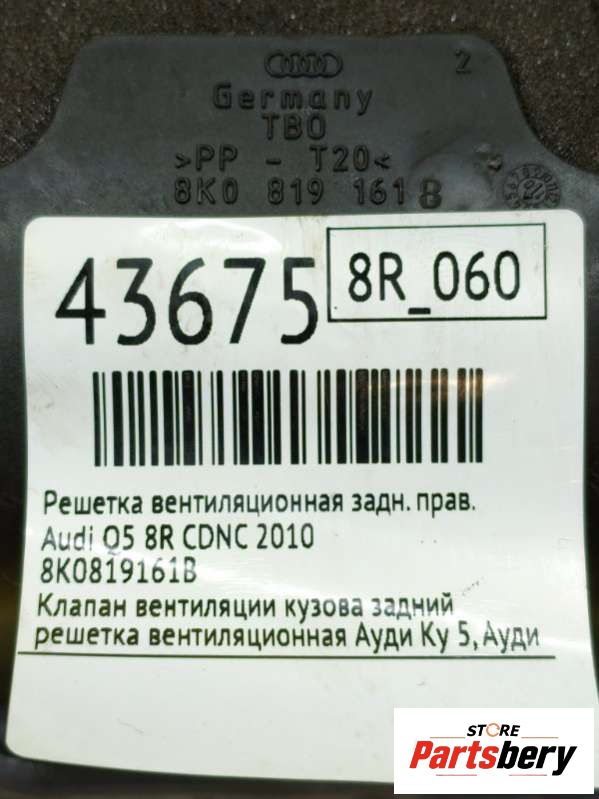 2
Germany
TBO
>PP - T20<
8K0 819 161 B
43675
8R_060
Решетка вентиляционная задн. прав.
Audi Q5 8R CDNC 2010
8K0819161B
Клапан вентиляции кузова задний
решетка вентиляционная Ауди Ку 5, Ауди
STORE
Partsbery